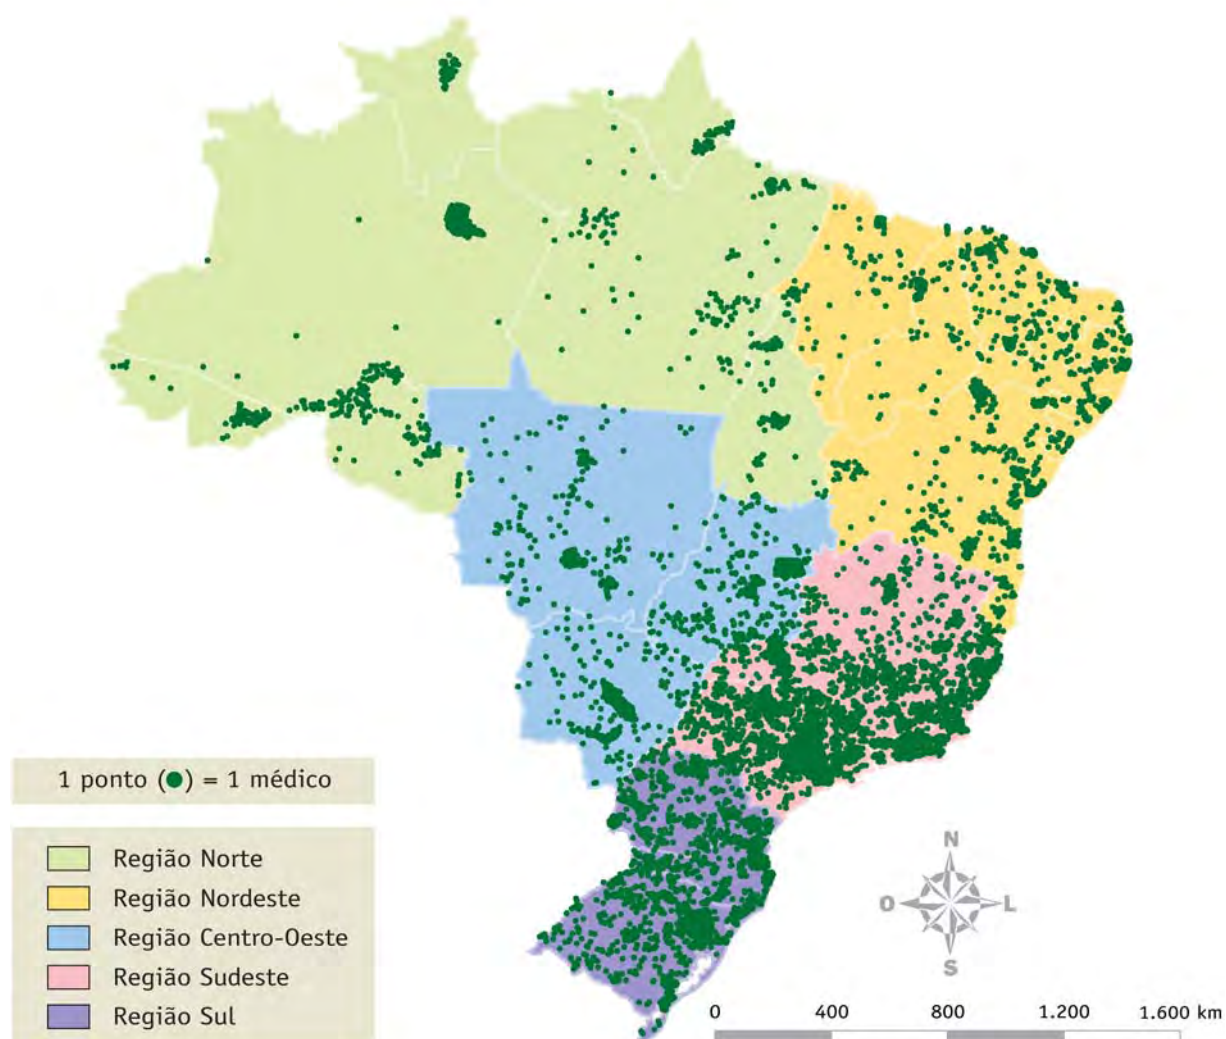 1 ponto (●) = 1 médico
Região Norte
Região Nordeste
Região Centro-Oeste
Região Sudeste
Região Sul
N
O L
S
0 400 800 1.200 1.600 km